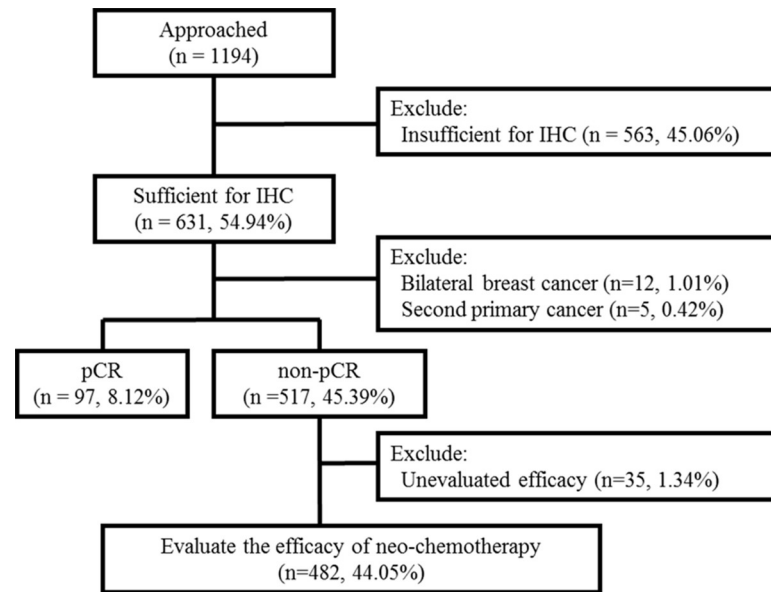 Approached
(n = 1194)
Exclude:
Insufficient for IHC (n = 563, 45.06%)
Sufficient for IHC
(n = 631, 54.94%)
Exclude:
Bilateral breast cancer (n=12, 1.01%)
Second primary cancer (n=5, 0.42%)
pCR
(n = 97, 8.12%)
non-pCR
(n =517, 45.39%)
Exclude:
Unevaluated efficacy (n=35, 1.34%)
Evaluate the efficacy of neo-chemotherapy
(n=482, 44.05%)